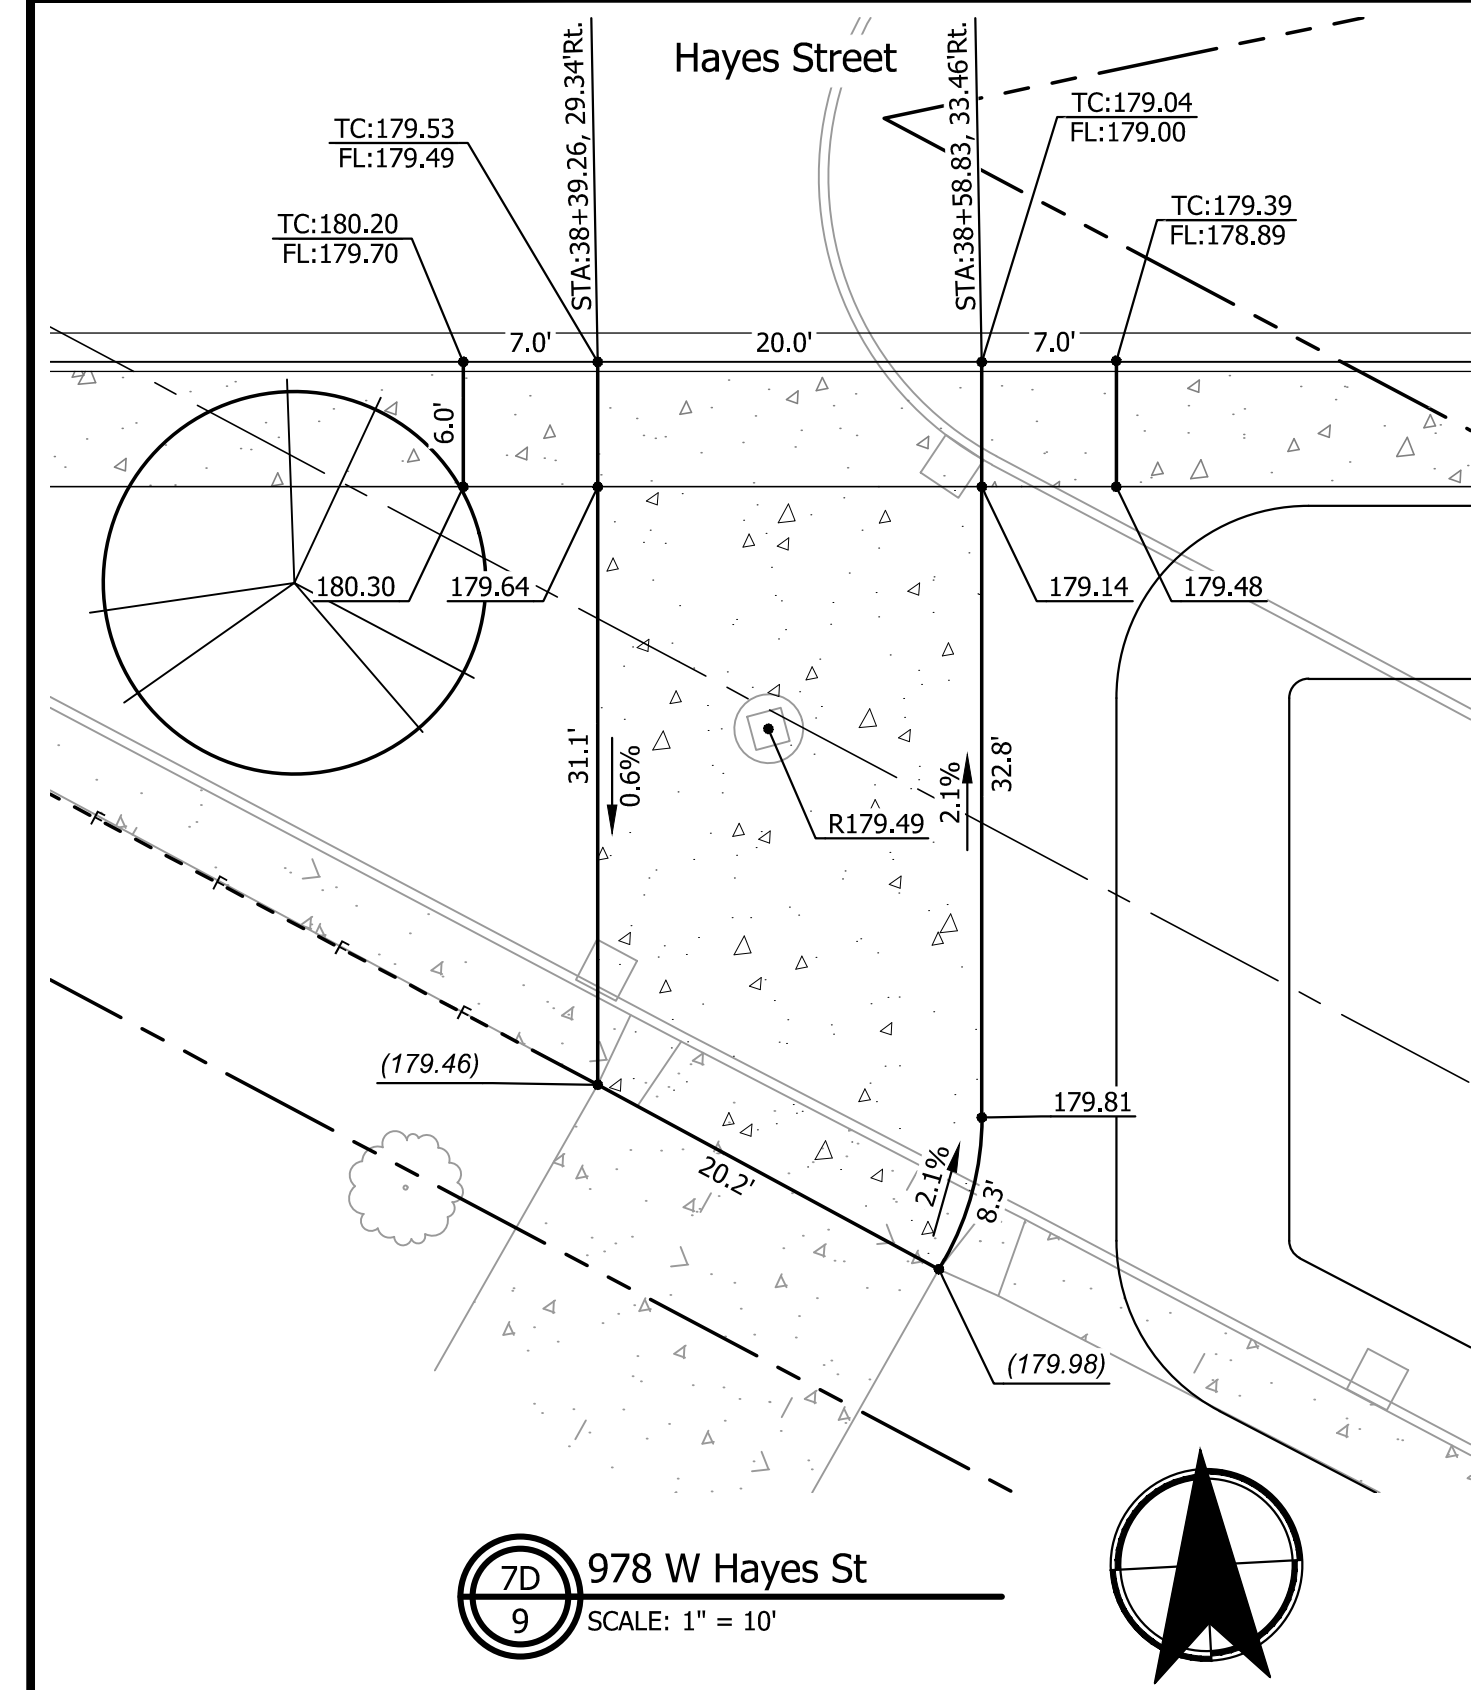 Hayes Street
STA:38+39.26, 29.34'Rt.
STA:38+58.83, 33.46'Rt.
TC:179.53
FL:179.49
TC:179.04
FL:179.00
TC:180.20
FL:179.70
TC:179.39
FL:178.89
7.0'
20.0'
7.0'
6.0'
180.30
179.64
179.14
179.48
31.1'
0.6%
R179.49
2.1%
32.8'
F
F
F
F
(179.46)
179.81
20.2'
2.1%
8.3'
(179.98)
7D
9
978 W Hayes St
SCALE: 1" = 10'